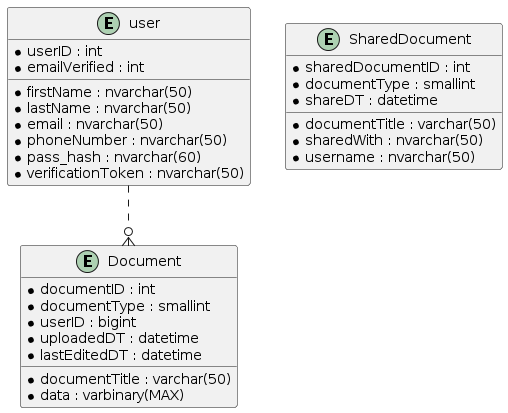 E user
userID : int
emailVerified : int
firstName : nvarchar(50)
lastName : nvarchar(50)
email : nvarchar(50)
phoneNumber : nvarchar(50)
pass_hash : nvarchar(60)
verificationToken : nvarchar(50)
E SharedDocument
sharedDocumentID : int
documentType : smallint
shareDT : datetime
documentTitle : varchar(50)
sharedWith : nvarchar(50)
username : nvarchar(50)
E Document
documentID : int
documentType : smallint
userID : bigint
uploadedDT : datetime
lastEditedDT : datetime
documentTitle : varchar(50)
data : varbinary(MAX)